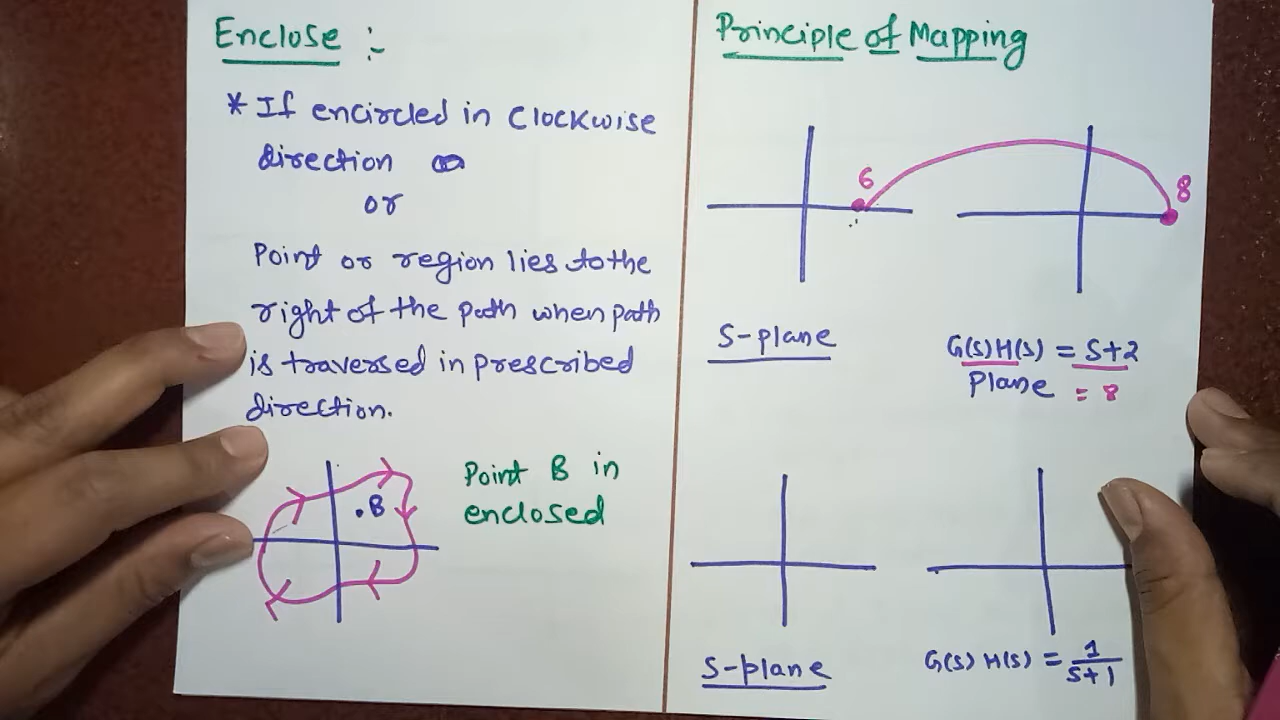 Enclose :-
* If encircled in clockwise
direction
or
Point or region lies to the
right of the path when path
is traversed in prescribed
direction.
.B
Point B in
enclosed
Principle of Mapping
6
8
S-plane
G(s)H(s) = S+2
Plane = 8
S-plane
G(s) H(s) = 1/S+1